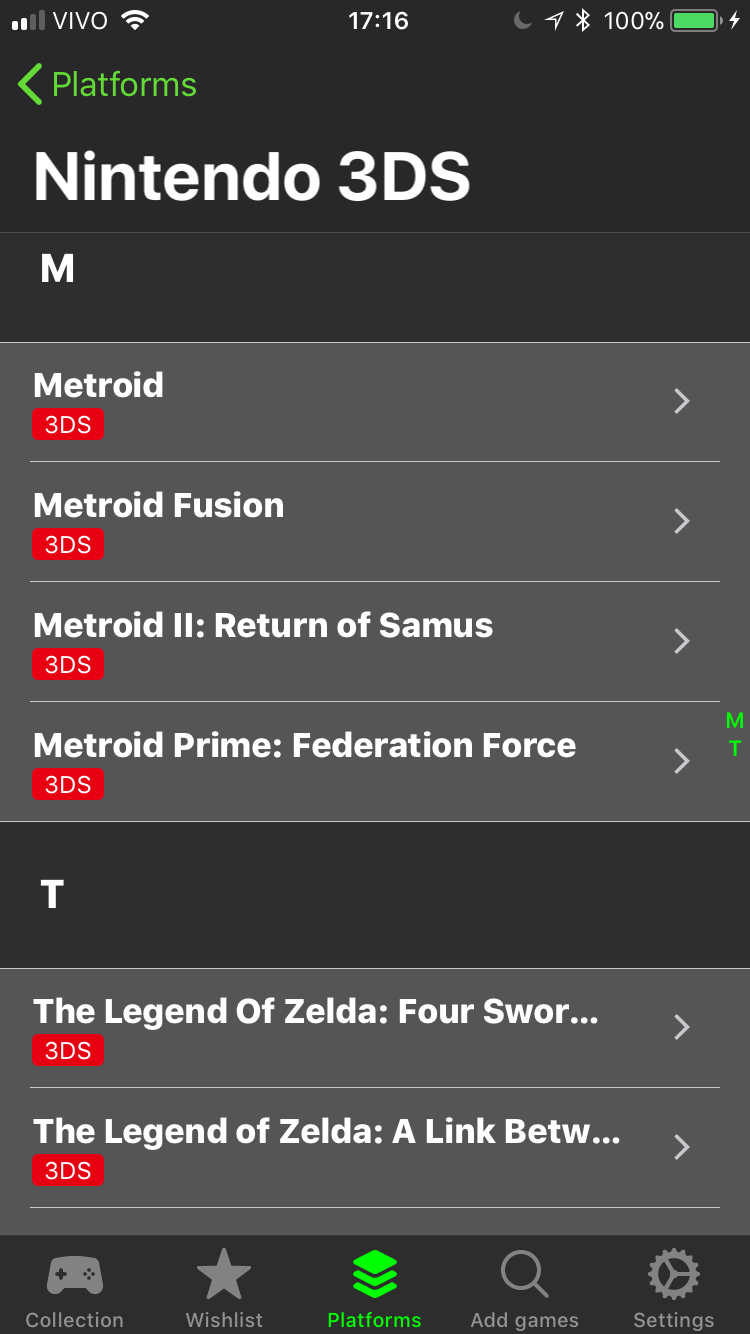 VIVO 17:16 100%
Platforms
Nintendo 3DS
M
Metroid
3DS
Metroid Fusion
3DS
Metroid II: Return of Samus
3DS
Metroid Prime: Federation Force
3DS
M
T
T
The Legend Of Zelda: Four Swor...
3DS
The Legend of Zelda: A Link Betw...
3DS
Collection Wishlist Platforms Add games Settings